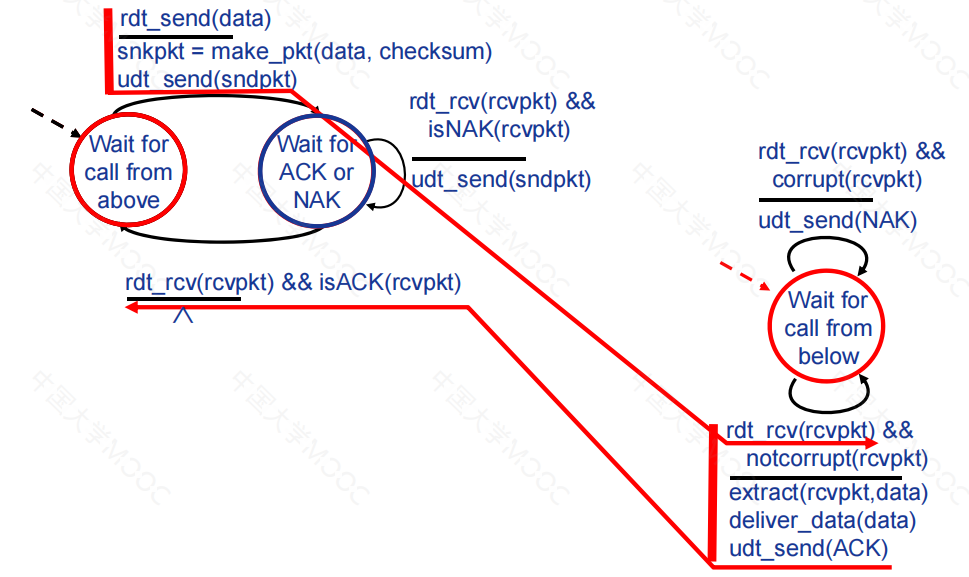 rdt_send(data)
snkpkt = make_pkt(data, checksum)
udt_send(sndpkt)
Wait for
call from
above
Wait for
ACK or
NAK
rdt_rcv(rcvpkt) &&
isNAK(rcvpkt)
udt_send(sndpkt)
rdt_rcv(rcvpkt) && isACK(rcvpkt)
Λ
rdt_rcv(rcvpkt) &&
corrupt(rcvpkt)
udt_send(NAK)
Wait for
call from
below
rdt_rcv(rcvpkt) &&
notcorrupt(rcvpkt)
extract(rcvpkt,data)
deliver_data(data)
udt_send(ACK)
中国大学MOOC